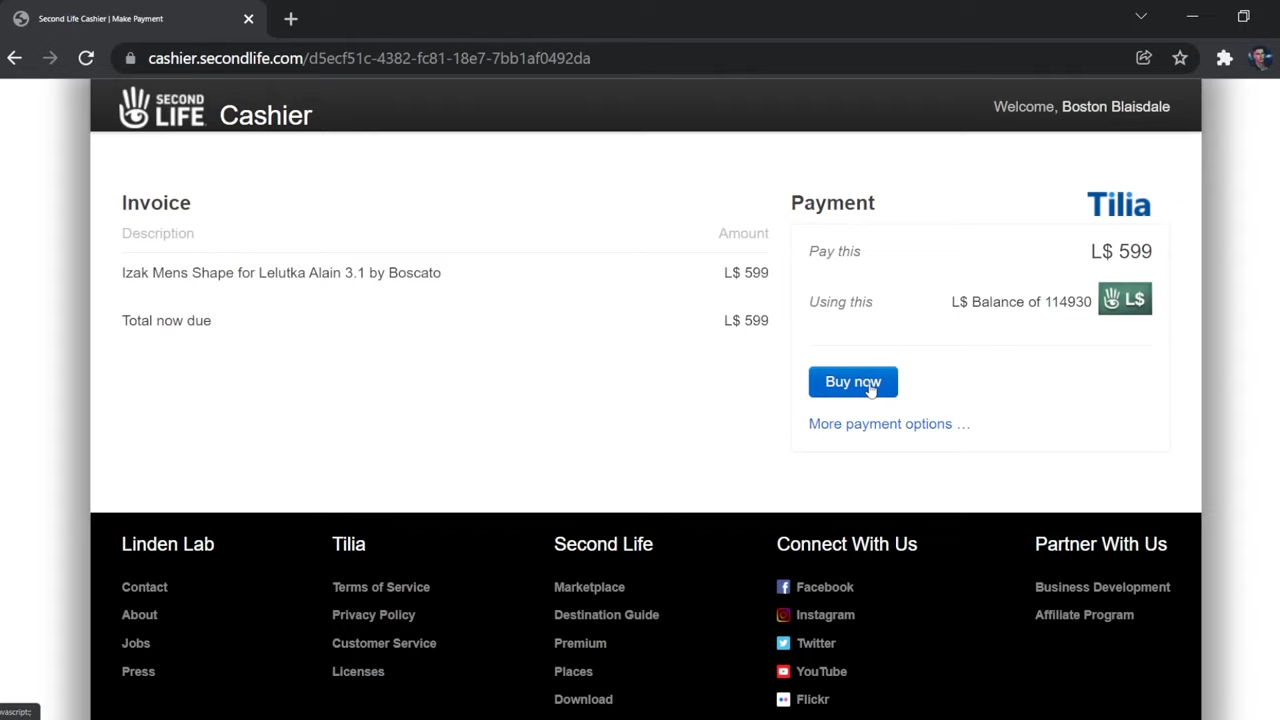 Second Life Cashier | Make Payment
cashier.secondlife.com/d5ecf51c-4382-fc81-18e7-7bb1af0492da
SECOND LIFE Cashier
Welcome, Boston Blaisdale
Invoice
Description Amount
Izak Mens Shape for Lelutka Alain 3.1 by Boscato L$ 599
Total now due L$ 599
Payment Tilia
Pay this L$ 599
Using this L$ Balance of 114930 L$
Buy now
More payment options …
Linden Lab
Contact
About
Jobs
Press
Tilia
Terms of Service
Privacy Policy
Customer Service
Licenses
Second Life
Marketplace
Destination Guide
Premium
Places
Download
Connect With Us
Facebook
Instagram
Twitter
YouTube
Flickr
Partner With Us
Business Development
Affiliate Program
vascript:;